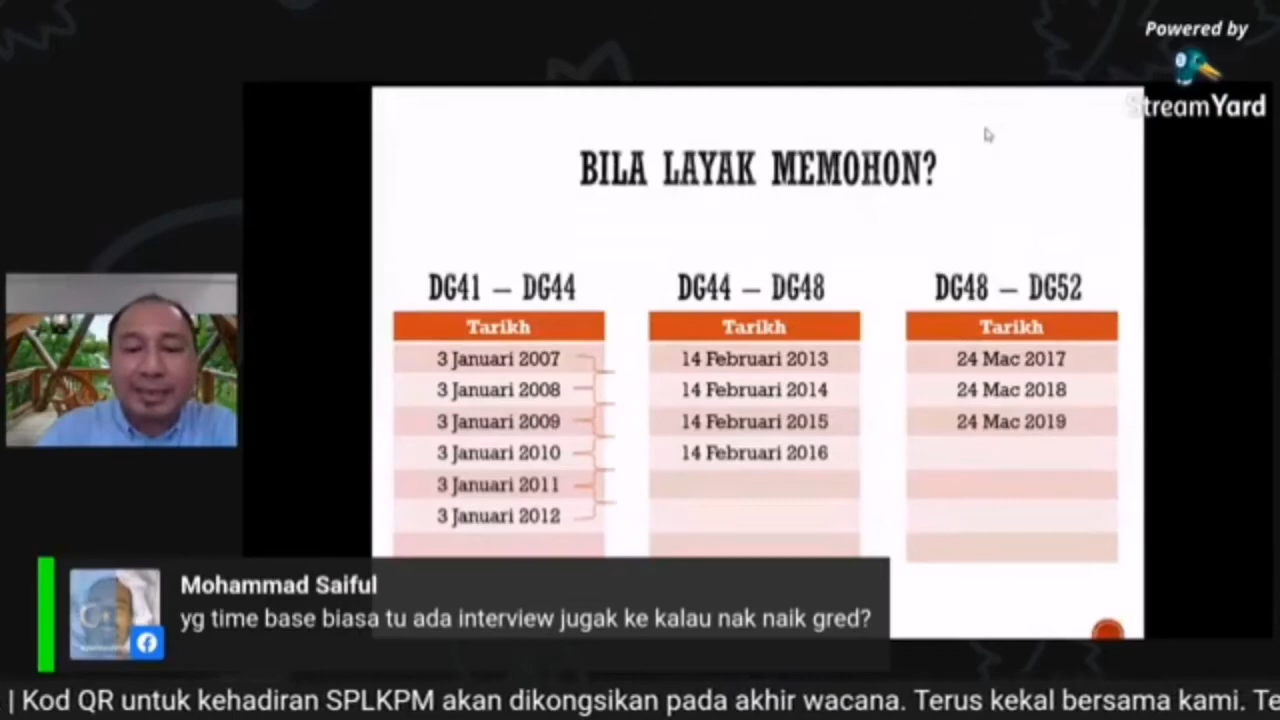 Powered by
StreamYard
BILA LAYAK MEMOHON?
DG41 – DG44
Tarikh
3 Januari 2007
3 Januari 2008
3 Januari 2009
3 Januari 2010
3 Januari 2011
3 Januari 2012
DG44 – DG48
Tarikh
14 Februari 2013
14 Februari 2014
14 Februari 2015
14 Februari 2016
DG48 – DG52
Tarikh
24 Mac 2017
24 Mac 2018
24 Mac 2019
Mohammad Saiful
yg time base biasa tu ada interview jugak ke kalau nak naik gred?
| Kod QR untuk kehadiran SPLKPM akan dikongsikan pada akhir wacana. Terus kekal bersama kami. Te